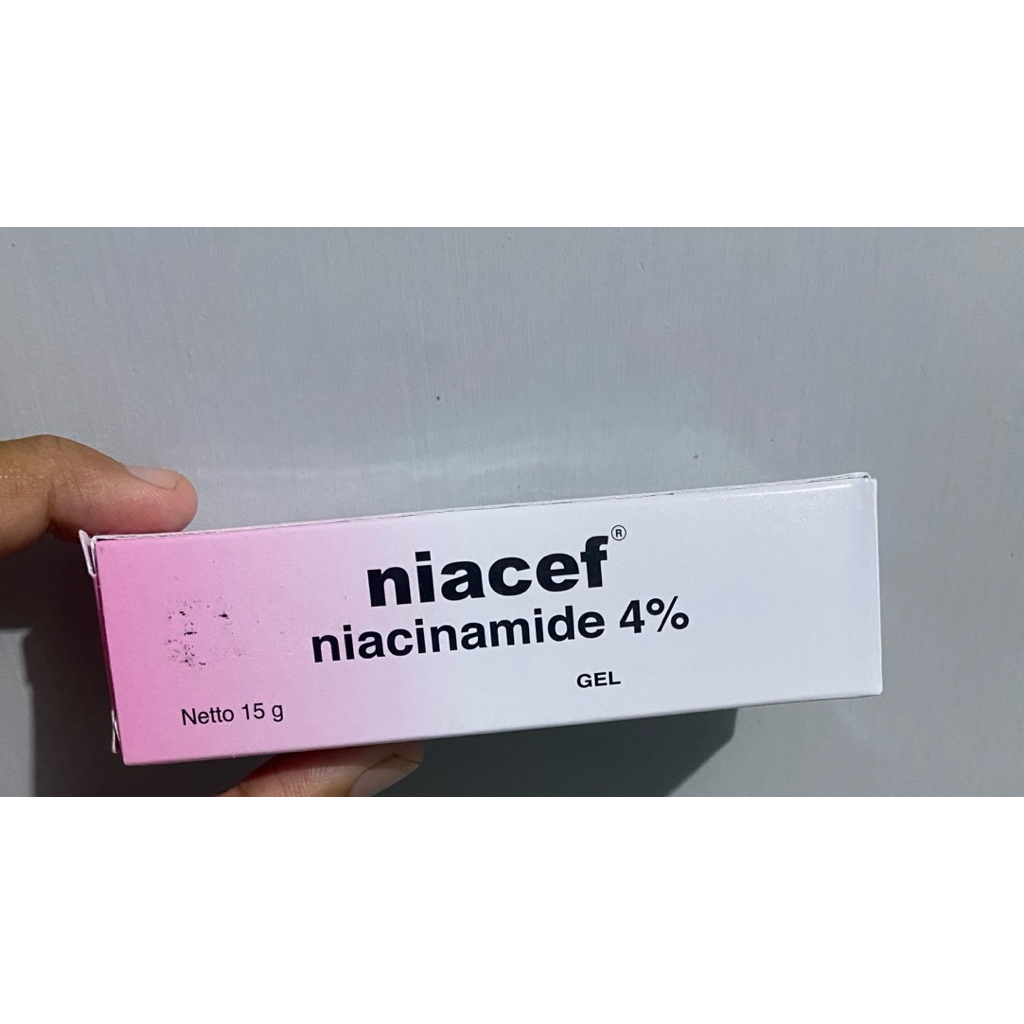 niacef®
niacinamide 4%
GEL
Netto 15 g